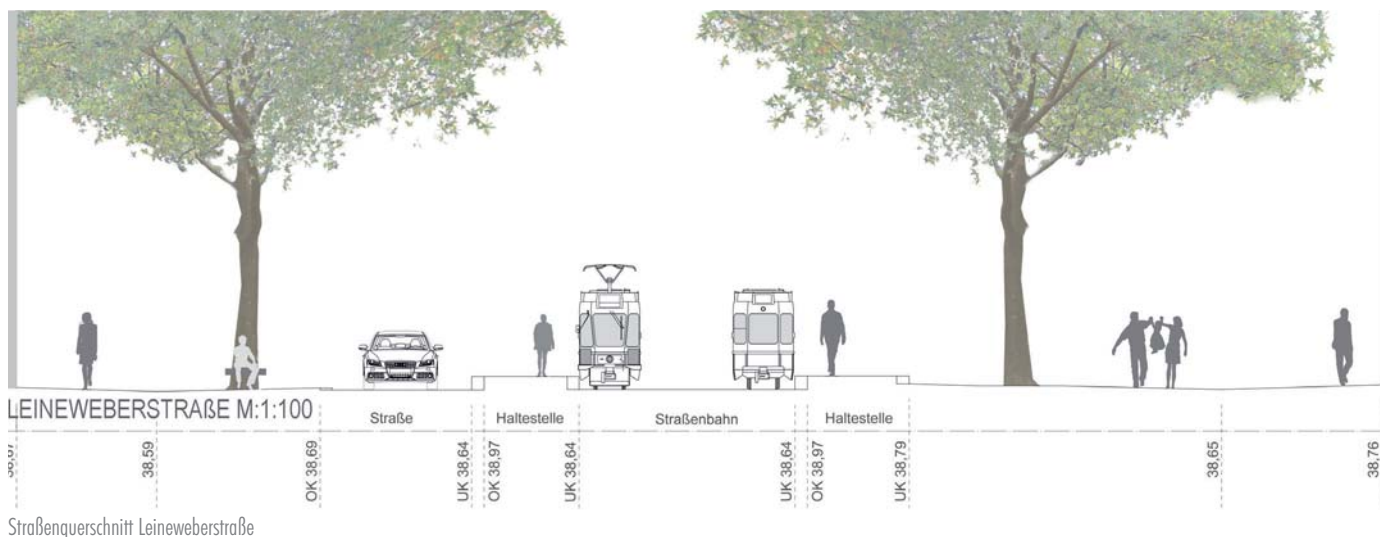 LEINEWEBERSTRAßE M:1:100
Straße
Haltestelle
Straßenbahn
Haltestelle
38,59
OK 38,69
UK 38,64
OK 38,97
UK 38,64
UK 38,64
OK 38,97
UK 38,79
38,65
38,76
Straßenquerschnitt Leineweberstraße